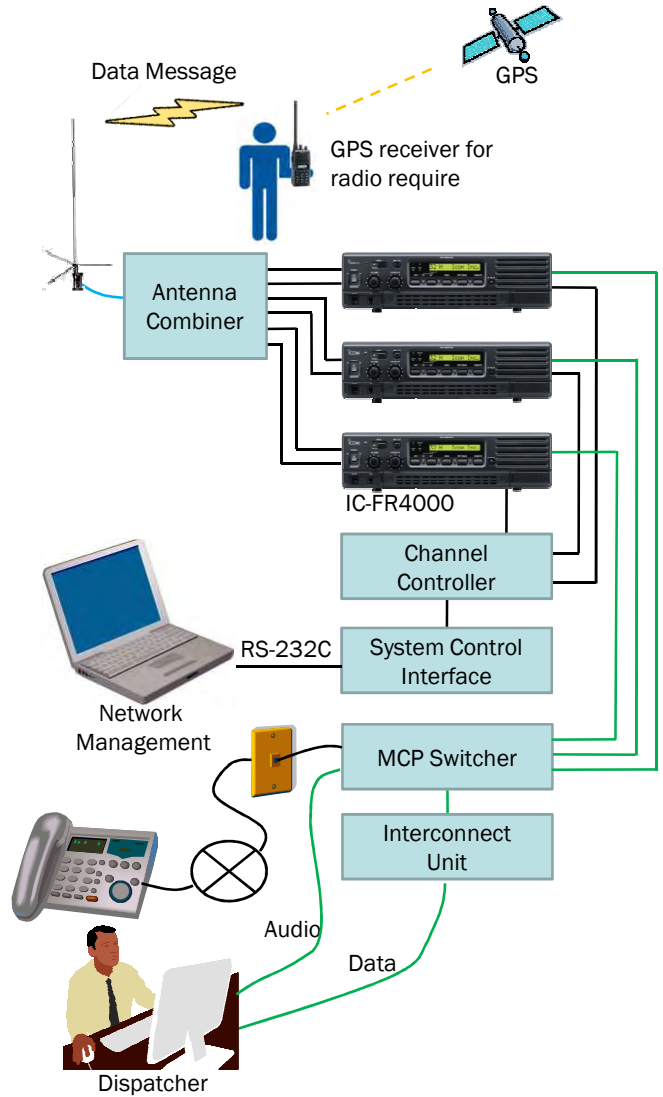 GPS
Data Message
GPS receiver for
radio require
Antenna
Combiner
IC-FR4000
Channel
Controller
RS-232C
System Control
Interface
Network
Management
MCP Switcher
Interconnect
Unit
Audio
Data
Dispatcher